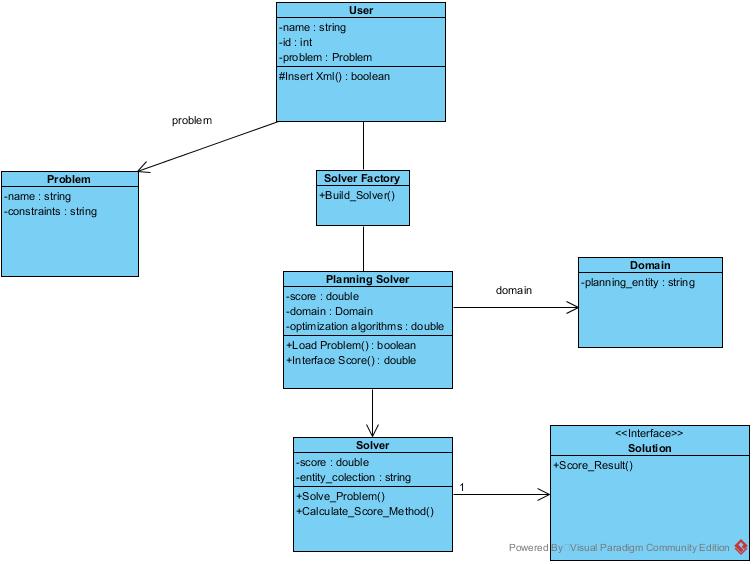 User
-name : string
-id : int
-problem : Problem
#Insert Xml() : boolean
problem
Problem
-name : string
-constraints : string
Solver Factory
+Build_Solver()
Planning Solver
-score : double
-domain : Domain
-optimization algorithms : double
+Load Problem() : boolean
+Interface Score() : double
domain
Domain
-planning_entity : string
Solver
-score : double
-entity_colection : string
+Solve_Problem()
+Calculate_Score_Method()
1
<<Interface>>
Solution
+Score_Result()
Powered By Visual Paradigm Community Edition